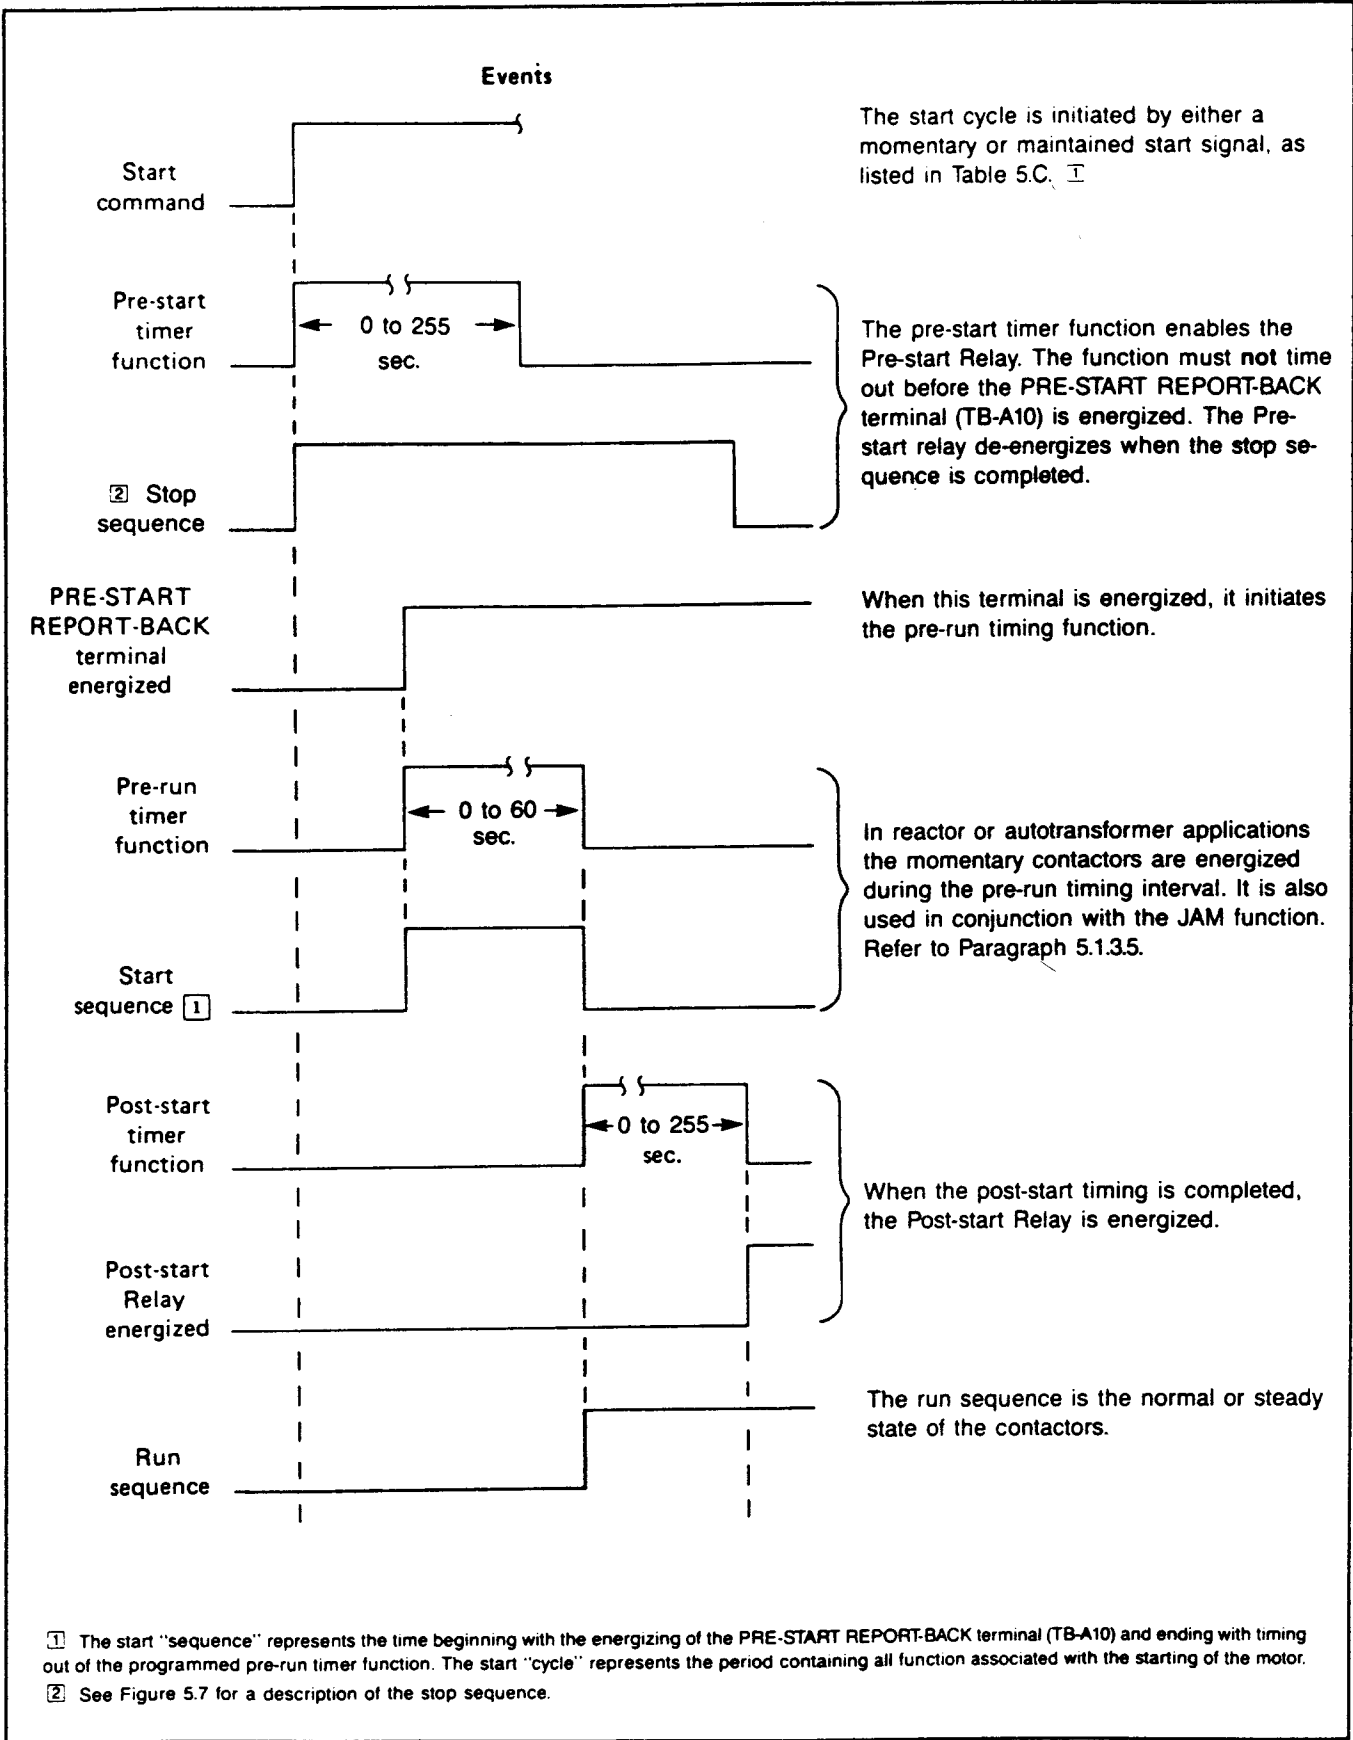 Events
Start
command
The start cycle is initiated by either a
momentary or maintained start signal, as
listed in Table 5.C. 1
Pre-start
timer
function
0 to 255
sec.
2 Stop
sequence
The pre-start timer function enables the
Pre-start Relay. The function must not time
out before the PRE-START REPORT-BACK
terminal (TB-A10) is energized. The Pre-
start relay de-energizes when the stop se-
quence is completed.
PRE-START
REPORT-BACK
terminal
energized
When this terminal is energized, it initiates
the pre-run timing function.
Pre-run
timer
function
0 to 60
sec.
Start
sequence 1
In reactor or autotransformer applications
the momentary contactors are energized
during the pre-run timing interval. It is also
used in conjunction with the JAM function.
Refer to Paragraph 5.1.3.5.
Post-start
timer
function
0 to 255
sec.
Post-start
Relay
energized
When the post-start timing is completed,
the Post-start Relay is energized.
Run
sequence
The run sequence is the normal or steady
state of the contactors.
1 The start "sequence" represents the time beginning with the energizing of the PRE-START REPORT-BACK terminal (TB-A10) and ending with timing
out of the programmed pre-run timer function. The start "cycle" represents the period containing all function associated with the starting of the motor.
2 See Figure 5.7 for a description of the stop sequence.